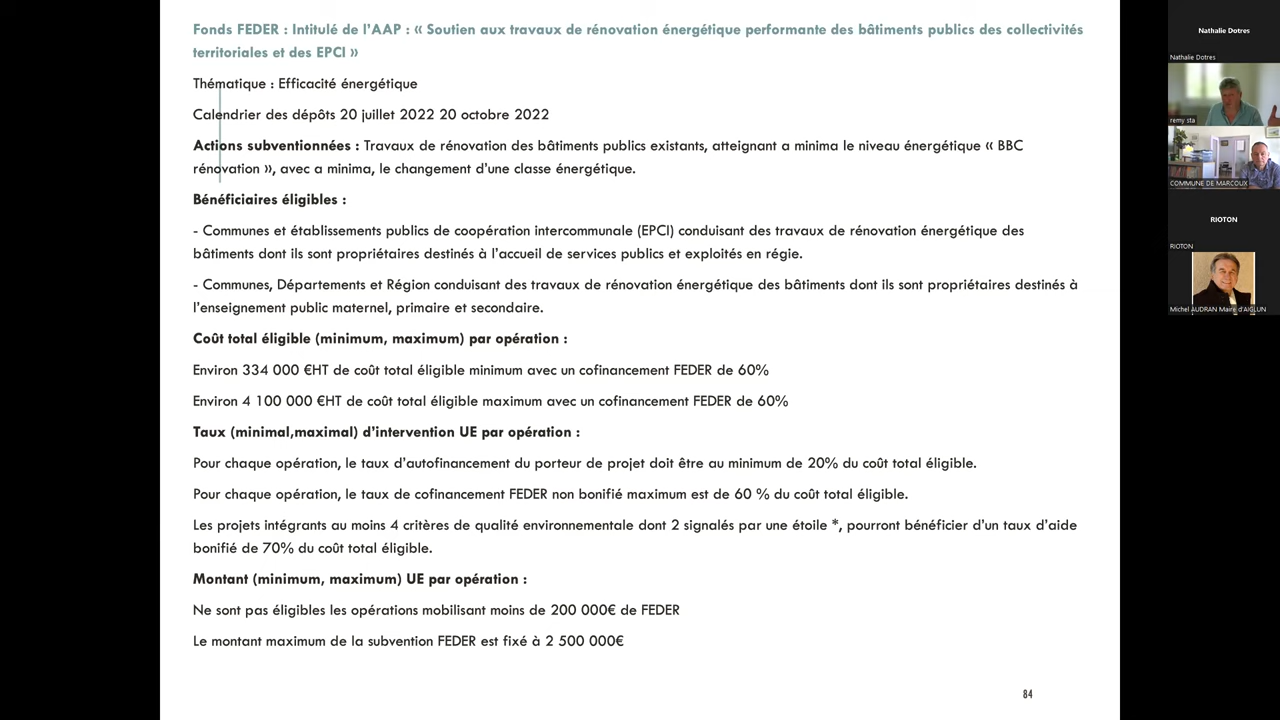 Fonds FEDER : Intitulé de l'AAP : « Soutien aux travaux de rénovation énergétique performante des bâtiments publics des collectivités
territoriales et des EPCI »
Thématique : Efficacité énergétique
Calendrier des dépôts 20 juillet 2022 20 octobre 2022
Actions subventionnées : Travaux de rénovation des bâtiments publics existants, atteignant a minima le niveau énergétique « BBC
rénovation », avec a minima, le changement d'une classe énergétique.
Bénéficiaires éligibles :
- Communes et établissements publics de coopération intercommunale (EPCI) conduisant des travaux de rénovation énergétique des
bâtiments dont ils sont propriétaires destinés à l'accueil de services publics et exploités en régie.
- Communes, Départements et Région conduisant des travaux de rénovation énergétique des bâtiments dont ils sont propriétaires destinés à
l'enseignement public maternel, primaire et secondaire.
Coût total éligible (minimum, maximum) par opération :
Environ 334 000 €HT de coût total éligible minimum avec un cofinancement FEDER de 60%
Environ 4 100 000 €HT de coût total éligible maximum avec un cofinancement FEDER de 60%
Taux (minimal,maximal) d'intervention UE par opération :
Pour chaque opération, le taux d'autofinancement du porteur de projet doit être au minimum de 20% du coût total éligible.
Pour chaque opération, le taux de cofinancement FEDER non bonifié maximum est de 60 % du coût total éligible.
Les projets intégrants au moins 4 critères de qualité environnementale dont 2 signalés par une étoile *, pourront bénéficier d'un taux d'aide
bonifié de 70% du coût total éligible.
Montant (minimum, maximum) UE par opération :
Ne sont pas éligibles les opérations mobilisant moins de 200 000€ de FEDER
Le montant maximum de la subvention FEDER est fixé à 2 500 000€
84
Nathalie Dotres
Nathalie Dotres
remy sta
COMMUNE DE MARCOUX
RIOTON
RIOTON
Michel AUDRAN Maire d'AIGLUN